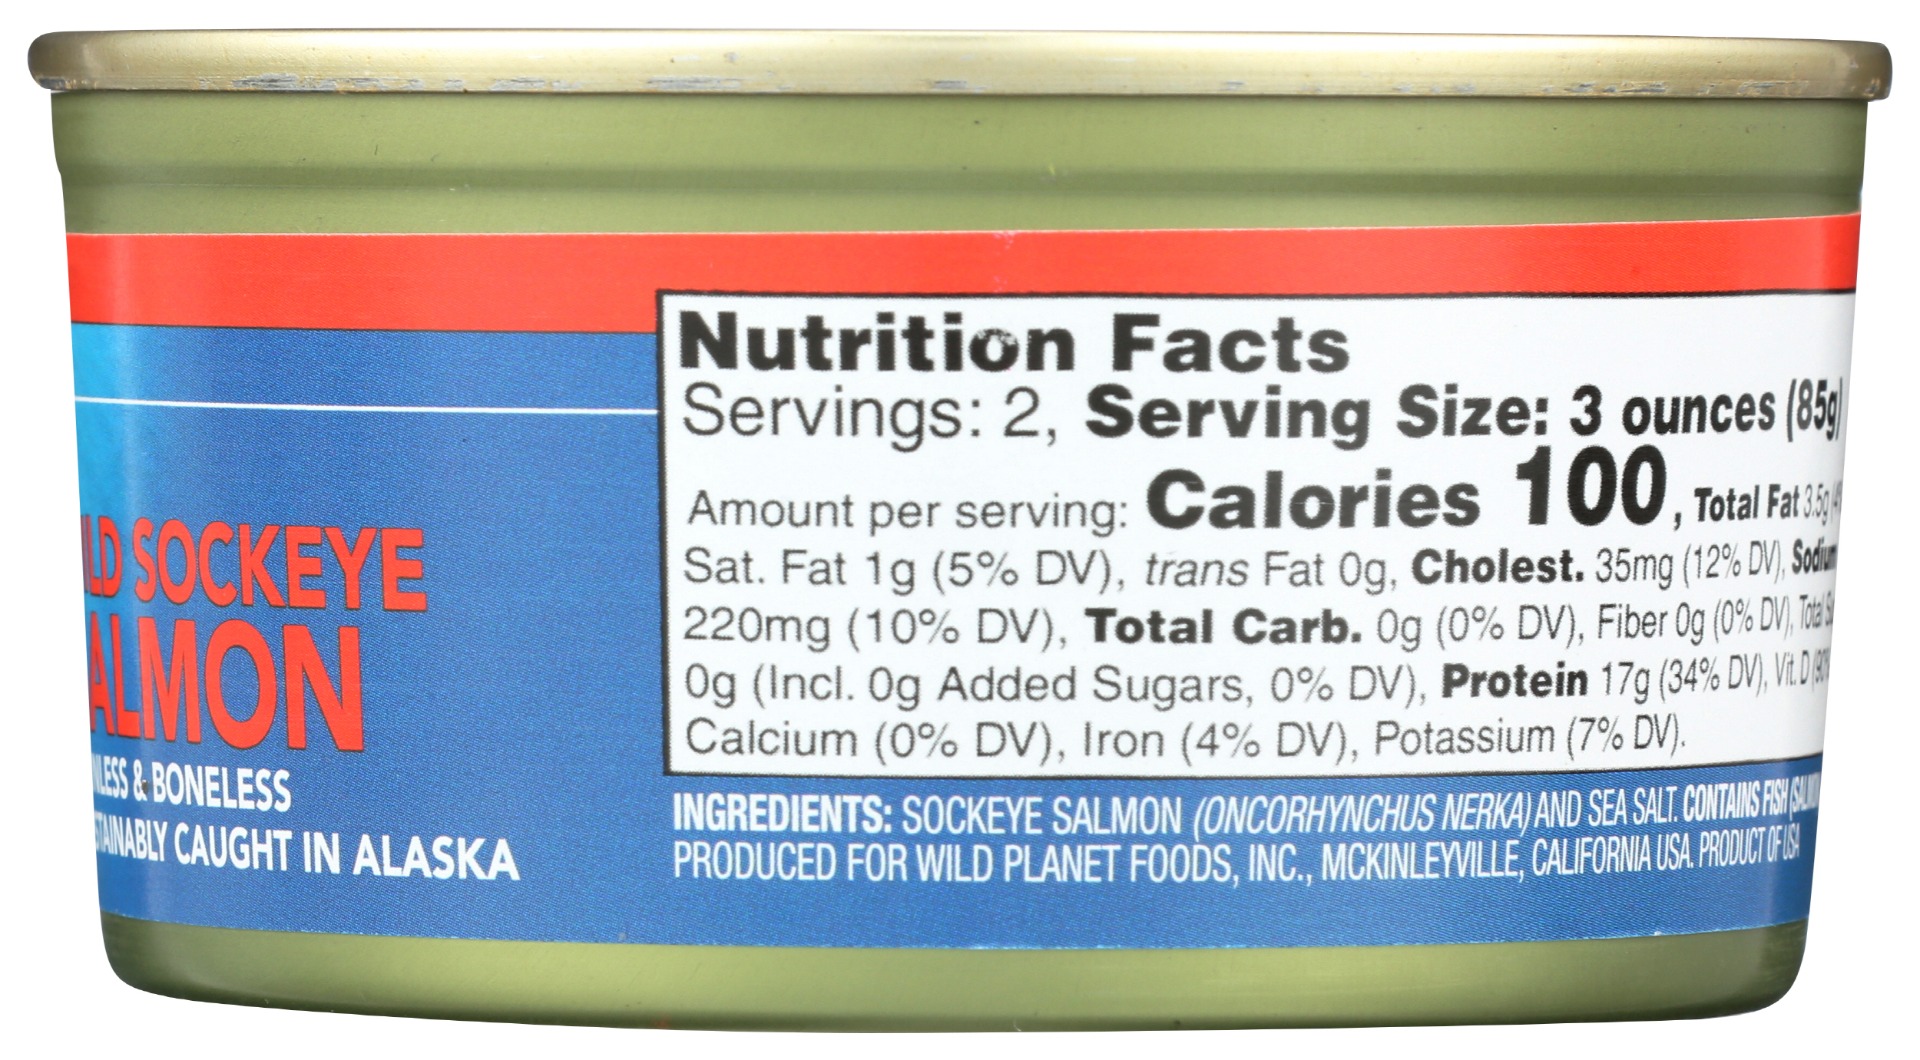 SOCKEYE
SALMON
& BONELESS
CAUGHT IN ALASKA
Nutrition Facts
Servings: 2, Serving Size: 3 ounces (85g)
Amount per serving: Calories 100, Total Fat 3.5g
Sat. Fat 1g (5% DV), trans Fat 0g, Cholest. 35mg (12% DV), Sodium
220mg (10% DV), Total Carb. 0g (0% DV), Fiber 0g (0% DV), Total
0g (Incl. 0g Added Sugars, 0% DV), Protein 17g (34% DV), Vit. D
Calcium (0% DV), Iron (4% DV), Potassium (7% DV).
INGREDIENTS: SOCKEYE SALMON (ONCORHYNCHUS NERKA) AND SEA SALT. CONTAINS FISH (SALMON
PRODUCED FOR WILD PLANET FOODS, INC., MCKINLEYVILLE, CALIFORNIA USA. PRODUCT OF USA